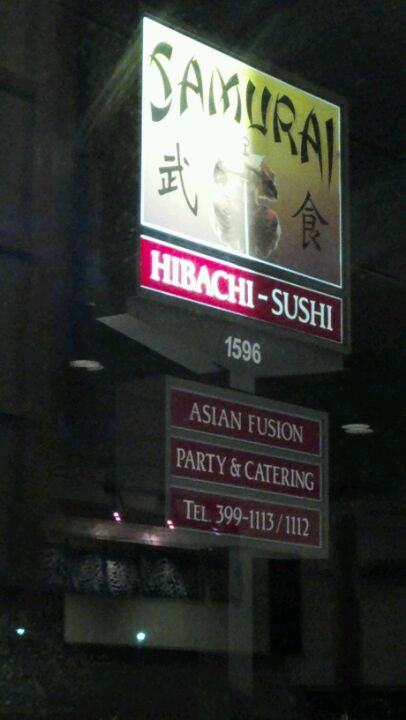 SAMURAI
武 食
HIBACHI - SUSHI
1596
ASIAN FUSION
PARTY & CATERING
TEL. 399-1113 / 1112